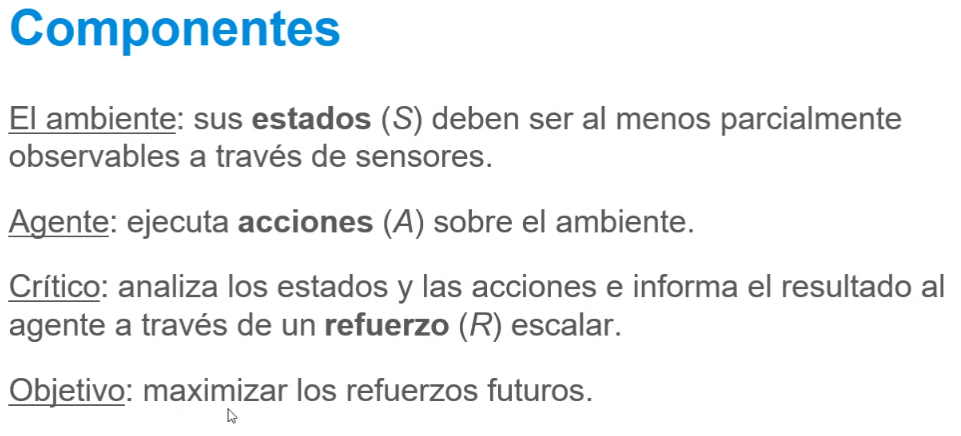 Componentes
El ambiente: sus estados (S) deben ser al menos parcialmente
observables a través de sensores.
Agente: ejecuta acciones (A) sobre el ambiente.
Crítico: analiza los estados y las acciones e informa el resultado al
agente a través de un refuerzo (R) escalar.
Objetivo: maximizar los refuerzos futuros.